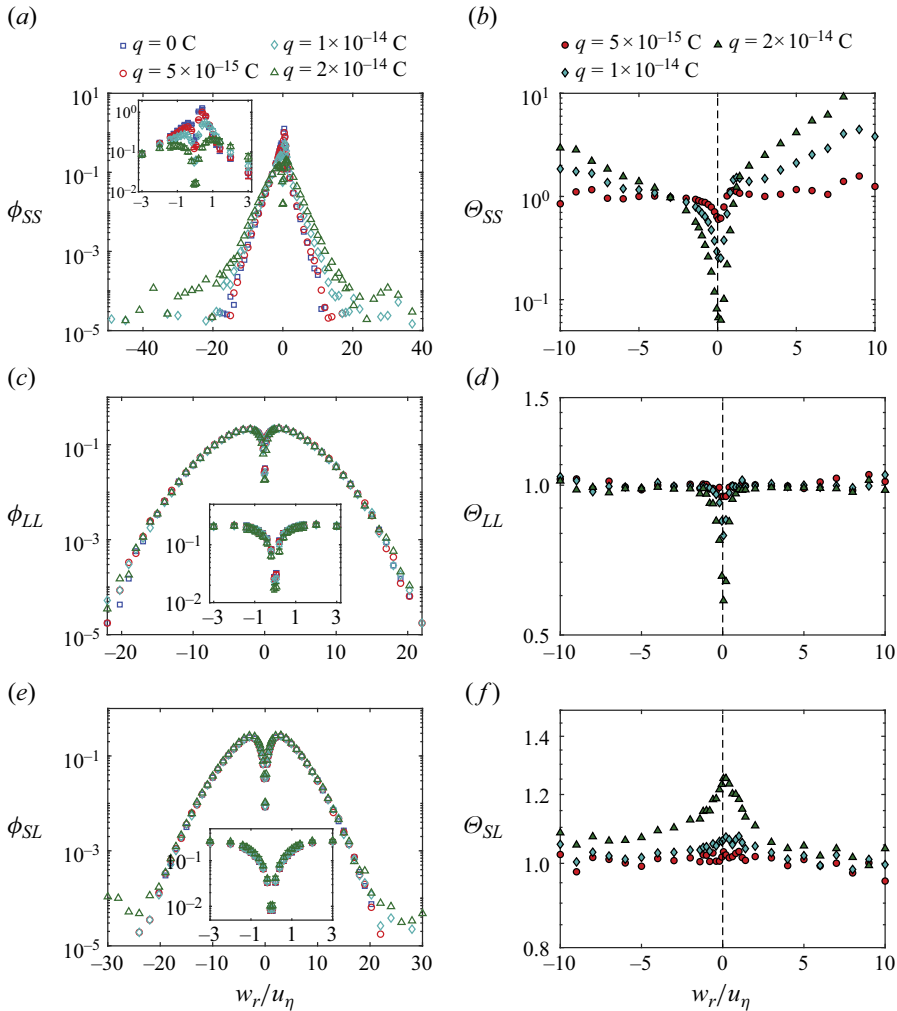 (a)
(b)
q = 0 C
q = 1×10⁻¹⁴ C
q = 5×10⁻¹⁵ C
q = 2×10⁻¹⁴ C
q = 5×10⁻¹⁵ C
q = 2×10⁻¹⁴ C
q = 1×10⁻¹⁴ C
10¹
10⁻¹
10⁻³
10⁻⁵
ϕSS
10⁰
10⁻¹
10⁻²
−3 −1 1 3
−40 −20 0 20 40
10¹
10⁰
10⁻¹
ΘSS
−10 −5 0 5 10
(c)
(d)
10⁻¹
10⁻³
10⁻⁵
ϕLL
10⁻¹
10⁻²
−3 −1 1 3
−20 −10 0 10 20
1.5
1.0
0.5
ΘLL
−10 −5 0 5 10
(e)
(f)
10⁻¹
10⁻³
10⁻⁵
ϕSL
10⁻¹
10⁻²
−3 −1 1 3
−30 −20 −10 0 10 20 30
wr/uη
1.4
1.2
1.0
0.8
ΘSL
−10 −5 0 5 10
wr/uη